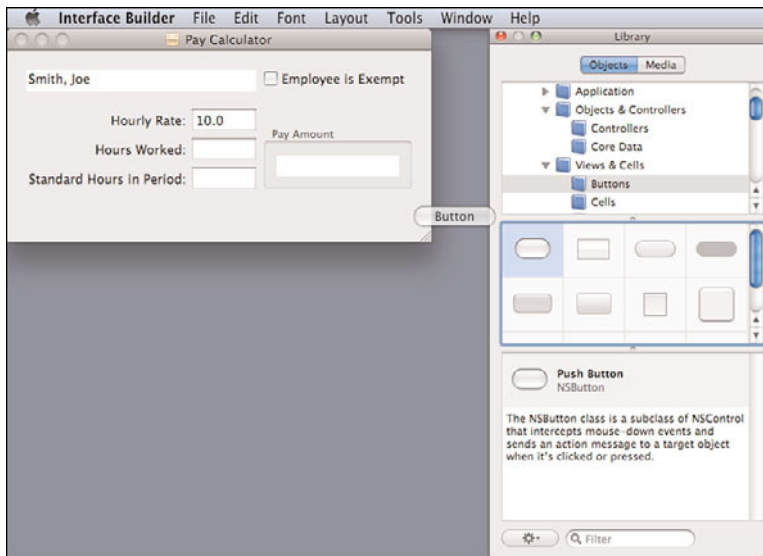 Interface Builder File Edit Font Layout Tools Window Help
Pay Calculator
Smith, Joe
Employee is Exempt
Hourly Rate: 10.0
Pay Amount
Hours Worked:
Standard Hours In Period:
Button
Library
Objects Media
Application
Objects & Controllers
Controllers
Core Data
Views & Cells
Buttons
Cells
Push Button
NSButton
The NSButton class is a subclass of NSControl
that intercepts mouse-down events and
sends an action message to a target object
when it's clicked or pressed.
Filter